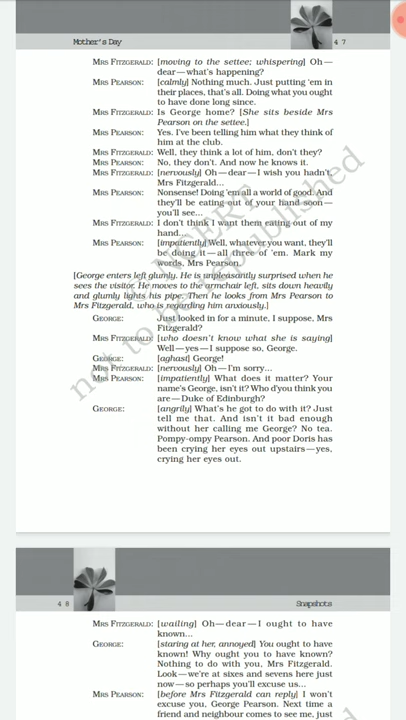 Mother's Day 47
MRS FITZGERALD: [moving to the settee; whispering] Oh—
dear—what's happening?
MRS PEARSON: [calmly] Nothing much. Just putting 'em in
their places, that's all. Doing what you ought
to have done long since.
MRS FITZGERALD: Is George home? [She sits beside Mrs
Pearson on the settee.]
MRS PEARSON: Yes. I've been telling him what they think of
him at the club.
MRS FITZGERALD: Well, they think a lot of him, don't they?
MRS PEARSON: No, they don't. And now he knows it.
MRS FITZGERALD: [nervously] Oh—dear—I wish you hadn't,
Mrs Fitzgerald...
MRS PEARSON: Nonsense! Doing 'em all a world of good. And
they'll be eating out of your hand soon—
you'll see...
MRS FITZGERALD: I don't think I want them eating out of my
hand...
MRS PEARSON: [impatiently] Well, whatever you want, they'll
be doing it—all three of 'em. Mark my
words, Mrs Pearson.
[George enters left glumly. He is unpleasantly surprised when he
sees the visitor. He moves to the armchair left, sits down heavily
and glumly lights his pipe. Then he looks from Mrs Pearson to
Mrs Fitzgerald, who is regarding him anxiously.]
GEORGE: Just looked in for a minute, I suppose, Mrs
Fitzgerald?
MRS FITZGERALD: [who doesn't know what she is saying]
Well—yes—I suppose so, George.
GEORGE: [aghast] George!
MRS FITZGERALD: [nervously] Oh—I'm sorry...
MRS PEARSON: [impatiently] What does it matter? Your
name's George, isn't it? Who d'you think you
are—Duke of Edinburgh?
GEORGE: [angrily] What's he got to do with it? Just
tell me that. And isn't it bad enough
without her calling me George? No tea.
Pompy-ompy Pearson. And poor Doris has
been crying her eyes out upstairs—yes,
crying her eyes out.
© NCERT
not to be republished
48 Snapshots
MRS FITZGERALD: [wailing] Oh—dear—I ought to have
known...
GEORGE: [staring at her, annoyed] You ought to have
known! Why ought you to have known?
Nothing to do with you, Mrs Fitzgerald.
Look—we're at sixes and sevens here just
now—so perhaps you'll excuse us...
MRS PEARSON: [before Mrs Fitzgerald can reply] I won't
excuse you, George Pearson. Next time a
friend and neighbour comes to see me, just